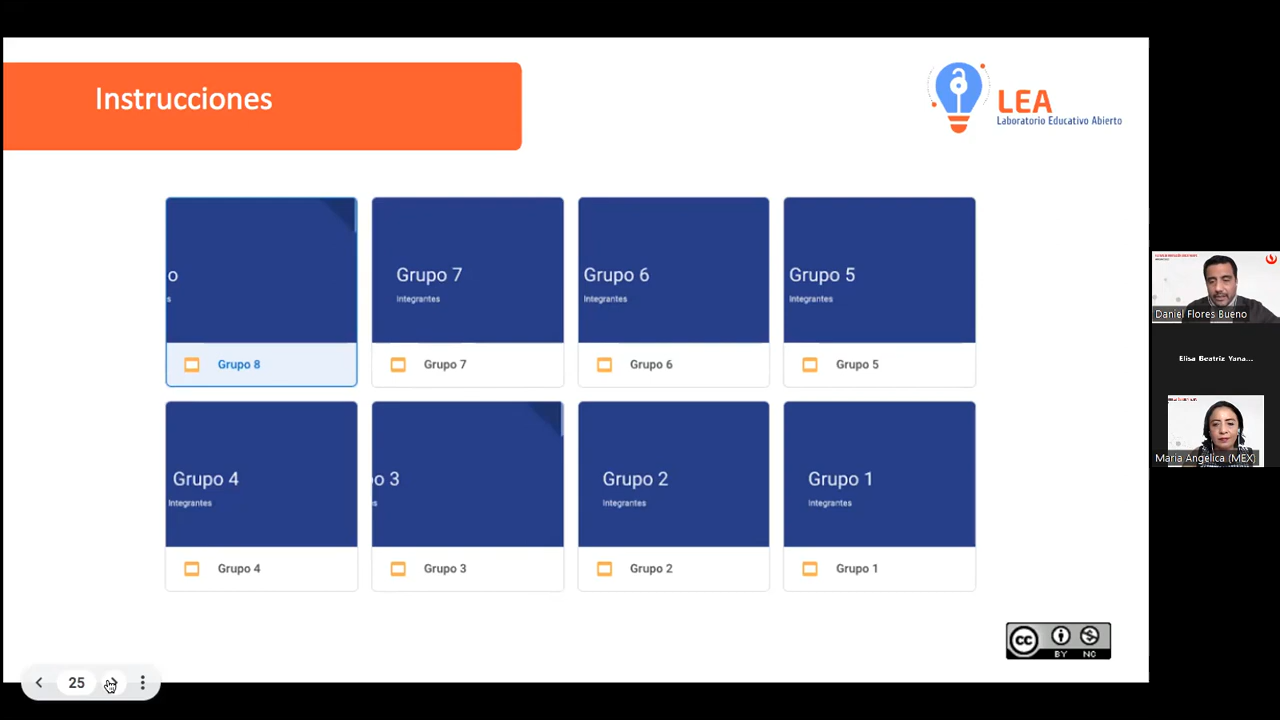 Instrucciones
LEA
Laboratorio Educativo Abierto
o
s
Grupo 8
Grupo 7
Integrantes
Grupo 7
Grupo 6
Integrantes
Grupo 6
Grupo 5
Integrantes
Grupo 5
Grupo 4
Integrantes
Grupo 4
o 3
s
Grupo 3
Grupo 2
Integrantes
Grupo 2
Grupo 1
Integrantes
Grupo 1
cc
BY NC
25
Daniel Flores Bueno
Elisa Beatriz Yana...
Maria Angelica (MEX)